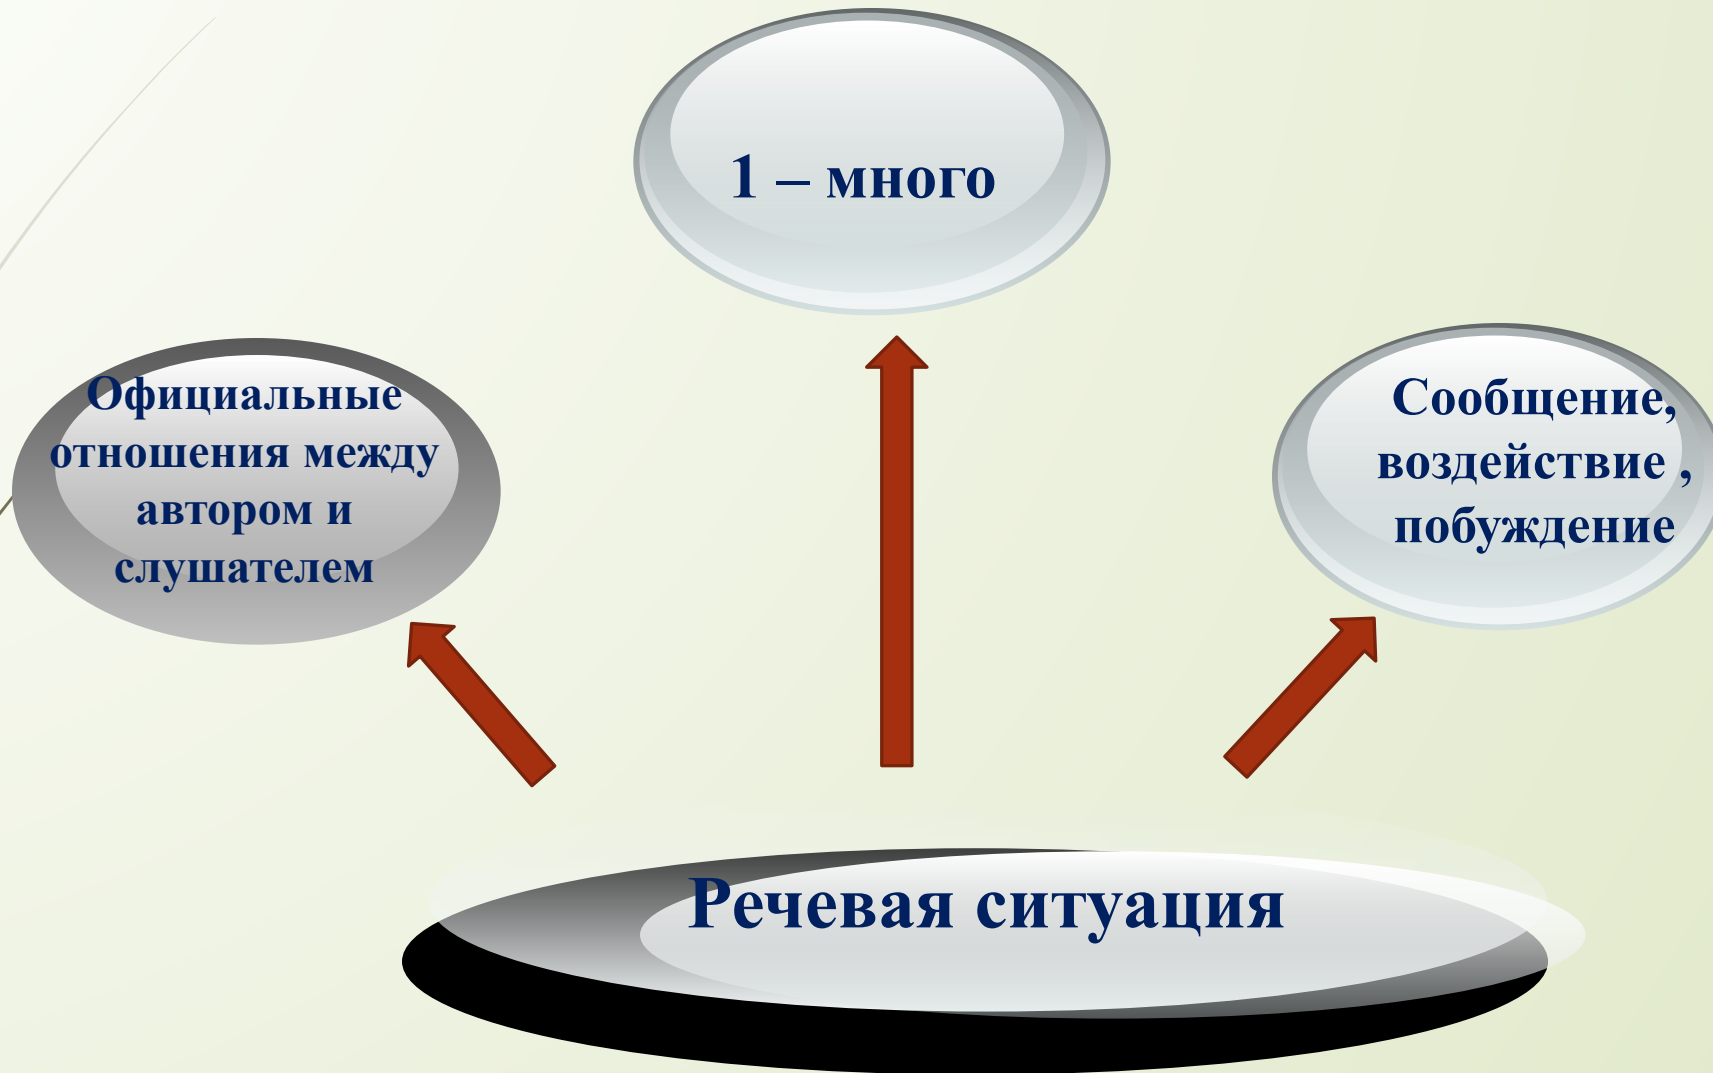 1 – много
Официальные
отношения между
автором и
слушателем
Сообщение,
воздействие ,
побуждение
Речевая ситуация